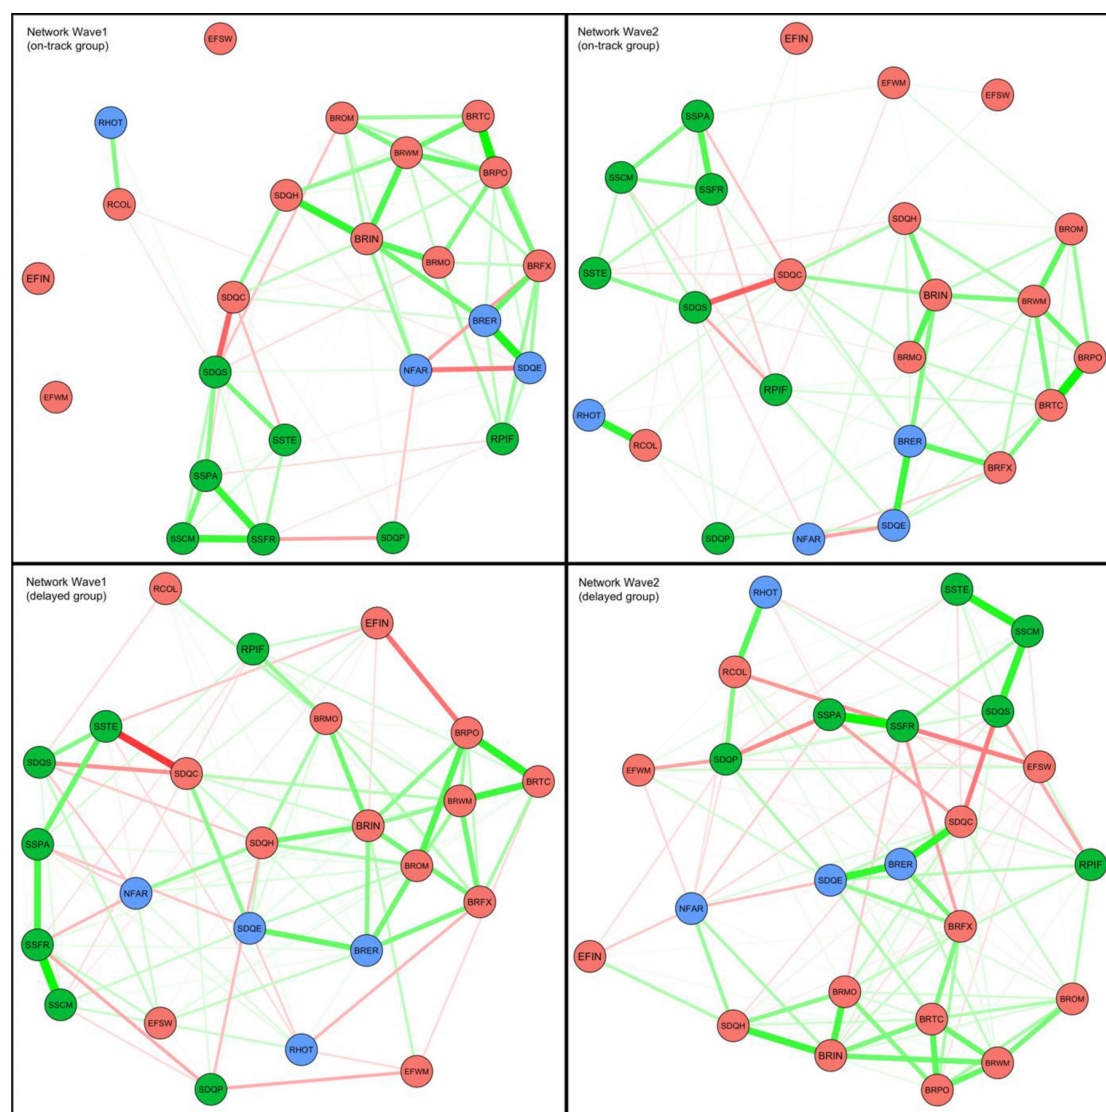 Network Wave1
(on-track group)
EFSW
RHOT
BROM
BRTC
BRWM
BRPO
SDQH
RCOL
BRIN
BRMO
BRFX
EFIN
SDQC
BRER
SDQS
NFAR
SDQE
EFWM
SSTE
RPIF
SSPA
SSCM
SSFR
SDQP
Network Wave2
(on-track group)
EFIN
EFWM
EFSW
SSPA
SSCM
SSFR
SDQH
BROM
SSTE
SDQC
SDQS
BRIN
BRWM
BRMO
BRPO
RPIF
BRTC
RHOT
RCOL
BRER
BRFX
SDQP
NFAR
SDQE
Network Wave1
(delayed group)
RCOL
EFIN
RPIF
SSTE
BRMO
BRPO
SDQS
SDQC
BRTC
BRWM
BRIN
SSPA
SDQH
BROM
NFAR
BRFX
SDQE
SSFR
BRER
SSCM
EFSW
RHOT
EFWM
SDQP
Network Wave2
(delayed group)
RHOT
SSTE
SSCM
RCOL
SSPA
SSFR
SDQS
SDQP
EFWM
EFSW
SDQC
BRER
SDQE
RPIF
NFAR
BRFX
EFIN
BRMO
BROM
SDQH
BRTC
BRIN
BRWM
BRPO